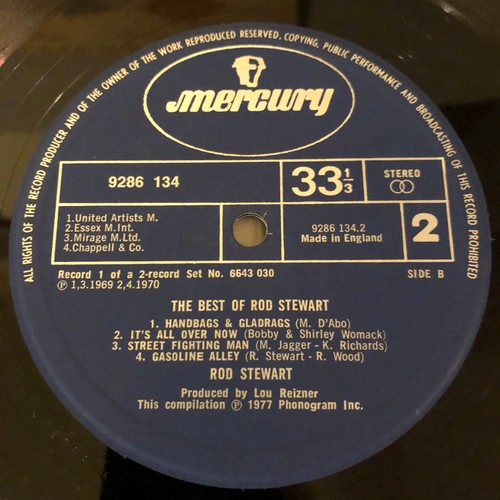 ALL RIGHTS OF THE RECORD PRODUCER AND OF THE OWNER OF THE WORK REPRODUCED RESERVED. COPYING, PUBLIC PERFORMANCE AND BROADCASTING OF THIS RECORD PROHIBITED
mercury
9286 134
33 1/3
STEREO
1.United Artists M.
2.Essex M.Int.
3.Mirage M.Ltd.
4.Chappell & Co.
9286 134.2
Made in England
2
Record 1 of a 2-record Set No. 6643 030
SIDE B
Ⓟ 1,3.1969 2,4.1970
THE BEST OF ROD STEWART
1. HANDBAGS & GLADRAGS (M. D'Abo)
2. IT'S ALL OVER NOW (Bobby & Shirley Womack)
3. STREET FIGHTING MAN (M. Jagger - K. Richards)
4. GASOLINE ALLEY (R. Stewart - R. Wood)
ROD STEWART
Produced by Lou Reizner
This compilation Ⓟ 1977 Phonogram Inc.